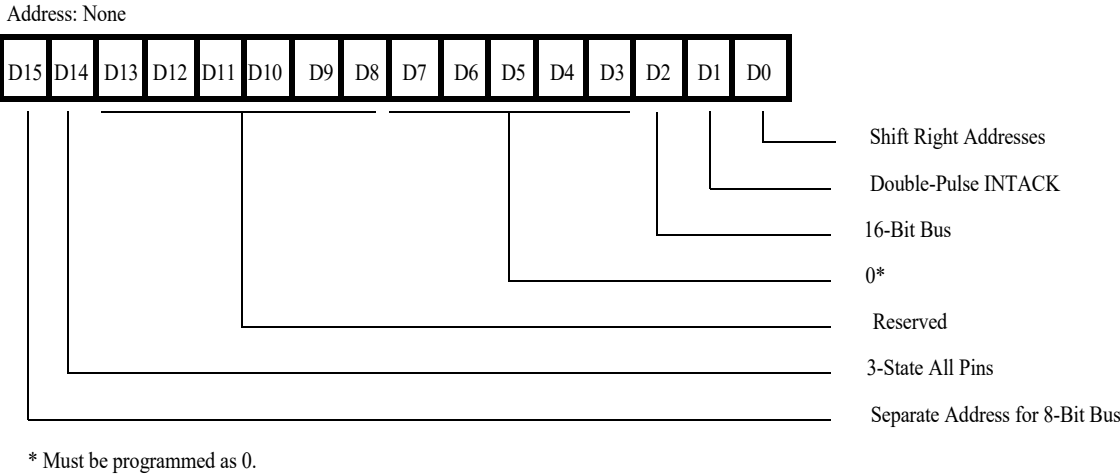 Address: None
D15 D14 D13 D12 D11 D10 D9 D8 D7 D6 D5 D4 D3 D2 D1 D0
Shift Right Addresses
Double-Pulse INTACK
16-Bit Bus
0*
Reserved
3-State All Pins
Separate Address for 8-Bit Bus
* Must be programmed as 0.